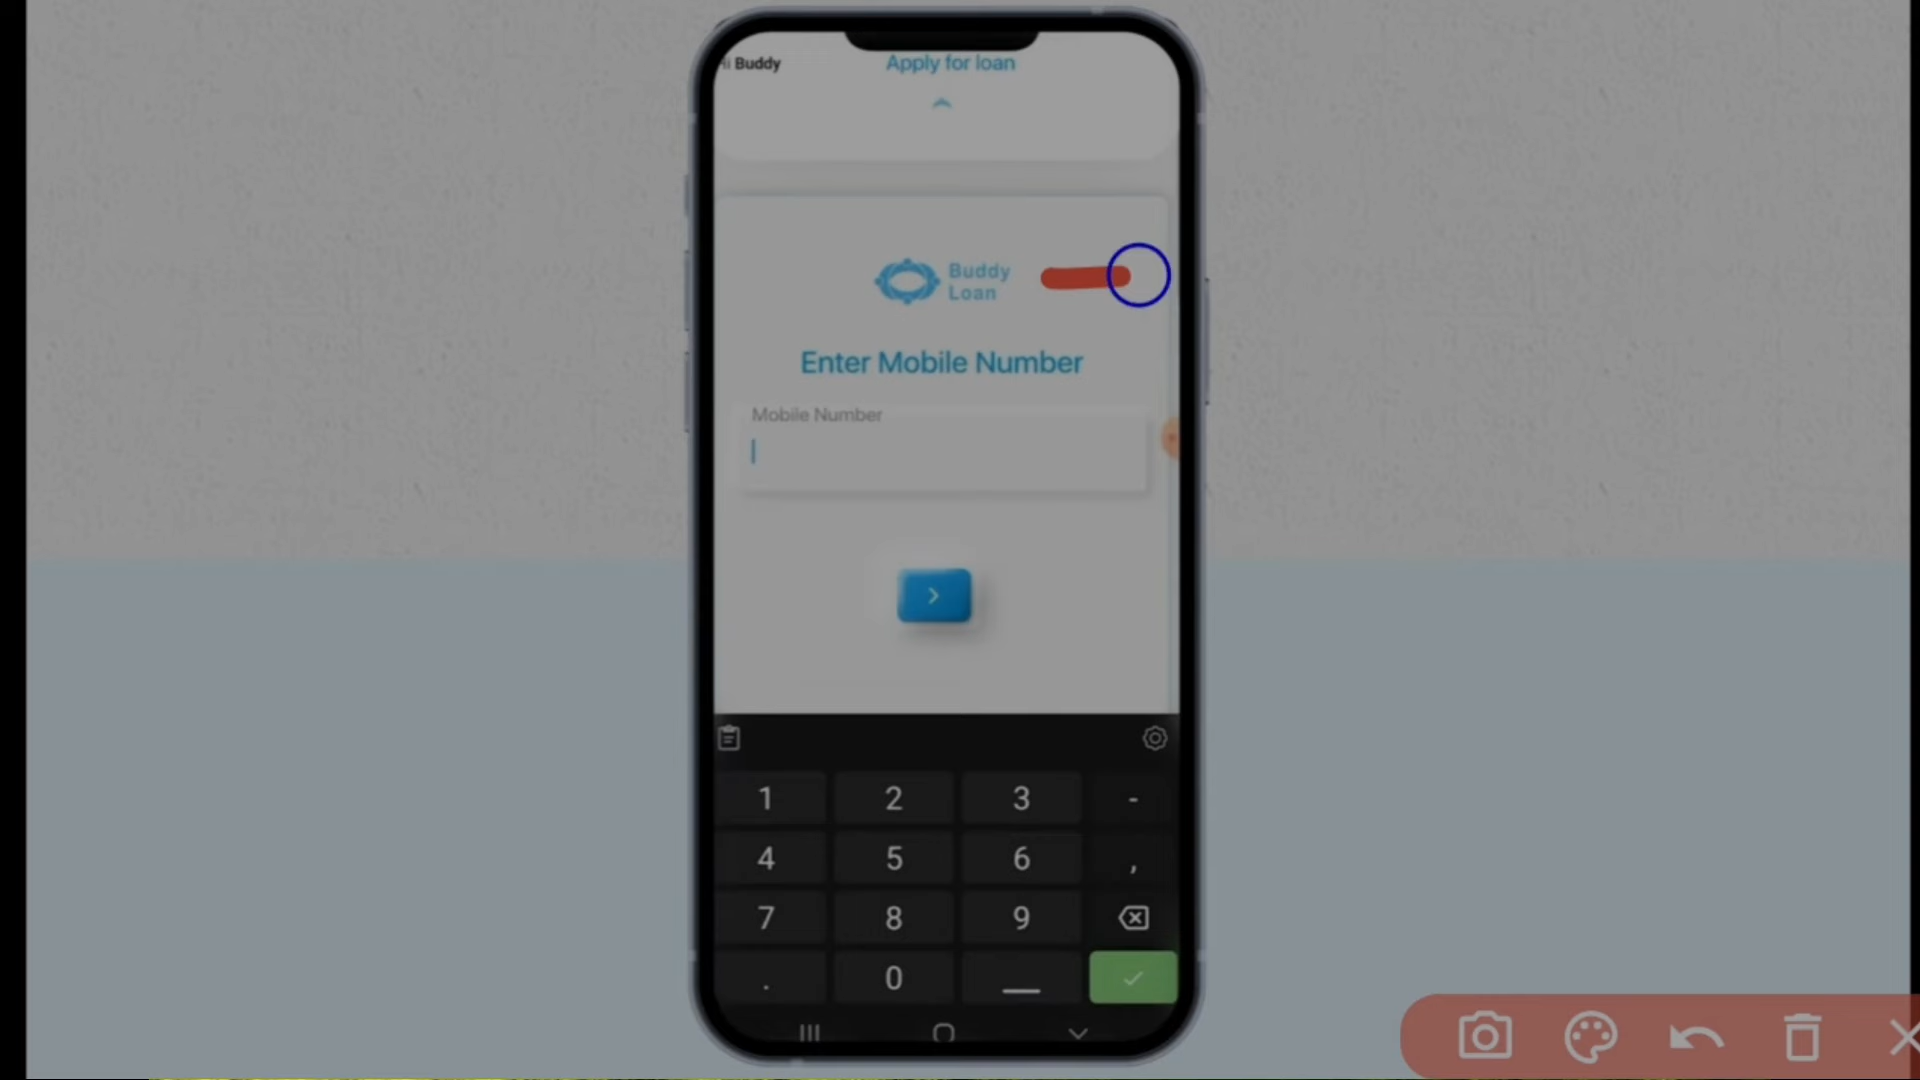 Hi Buddy
Apply for loan
Buddy
Loan
Enter Mobile Number
Mobile Number
1 2 3 -
4 5 6 ,
7 8 9
. 0